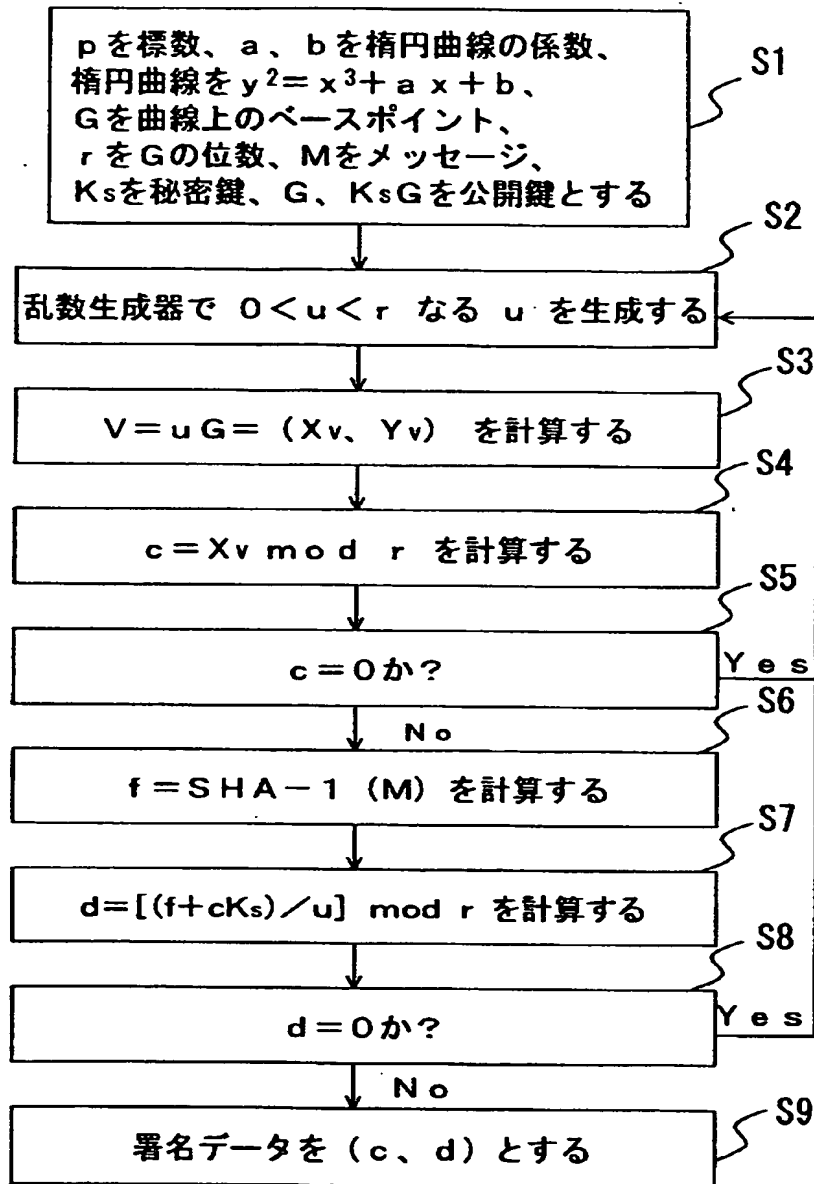 pを標数、a、bを楕円曲線の係数、
楕円曲線をy²=x³+ax+b、
Gを曲線上のベースポイント、
rをGの位数、Mをメッセージ、
Ksを秘密鍵、G、KsGを公開鍵とする
S1
S2
乱数生成器で 0<u<r なる u を生成する
S3
V=uG=(Xv、Yv) を計算する
S4
c=Xv mod r を計算する
S5
c=0か?
Yes
No
S6
f=SHA-1(M)を計算する
S7
d=[(f+cKs)/u] mod r を計算する
S8
d=0か?
Yes
No
S9
署名データを(c、d)とする